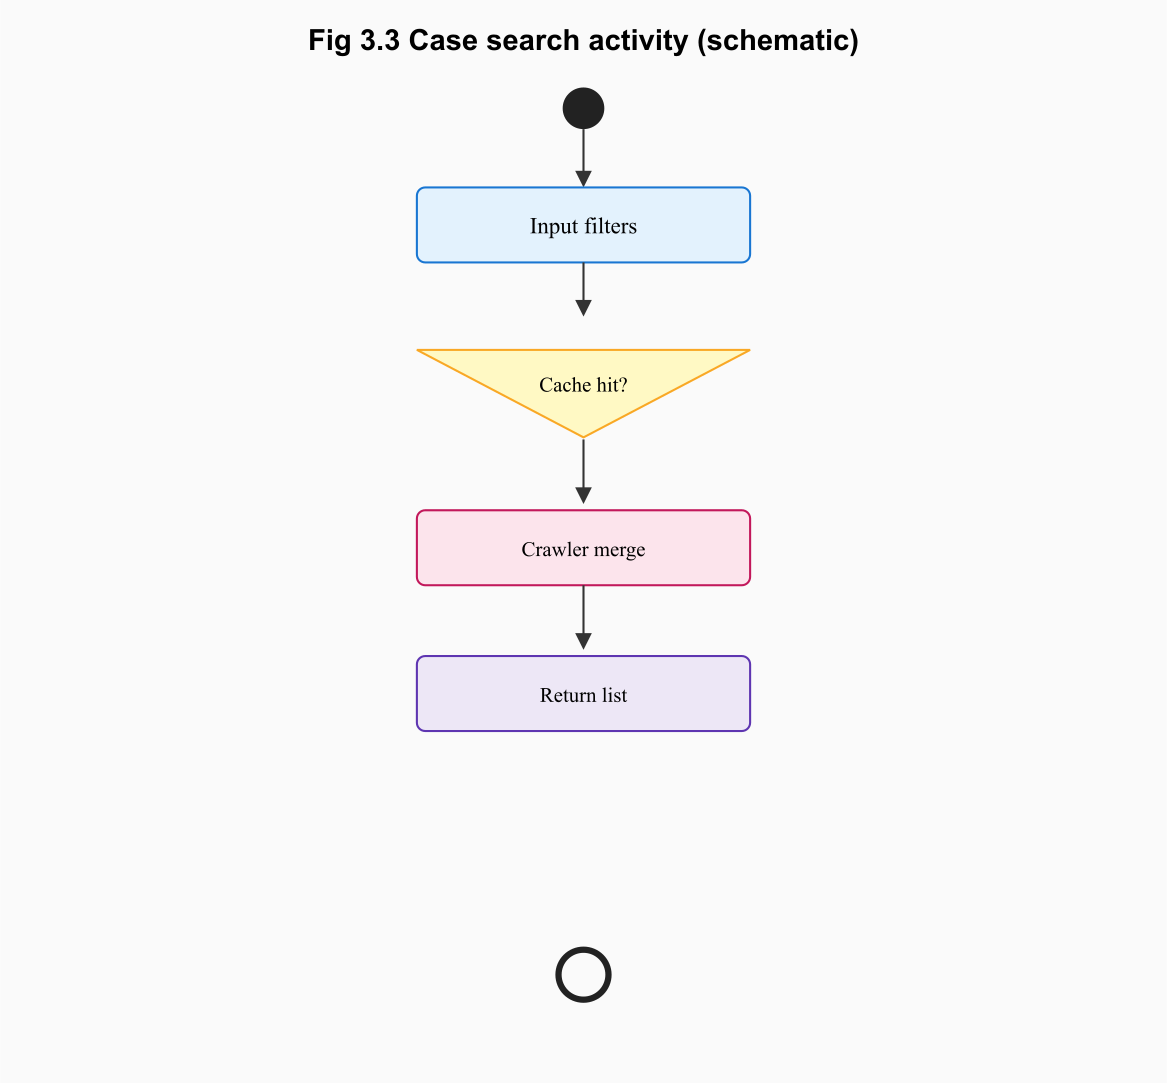 Fig 3.3 Case search activity (schematic)
Input filters
Cache hit?
Crawler merge
Return list